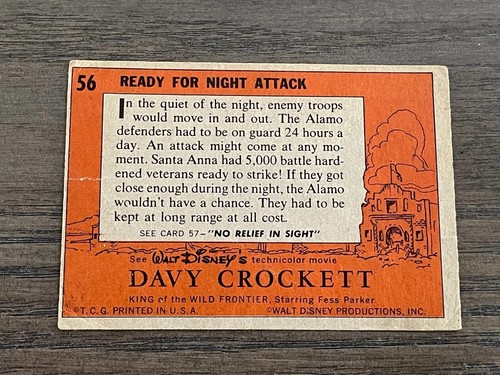 56 READY FOR NIGHT ATTACK
In the quiet of the night, enemy troops
would move in and out. The Alamo
defenders had to be on guard 24 hours a
day. An attack might come at any mo-
ment. Santa Anna had 5,000 battle hard-
ened veterans ready to strike! If they got
close enough during the night, the Alamo
wouldn't have a chance. They had to be
kept at long range at all cost.
SEE CARD 57-"NO RELIEF IN SIGHT"
See WALT DISNEY'S technicolor movie
DAVY CROCKETT
KING of the WILD FRONTIER, Starring Fess Parker
©T.C.G. PRINTED IN U.S.A. ©WALT DISNEY PRODUCTIONS, INC.